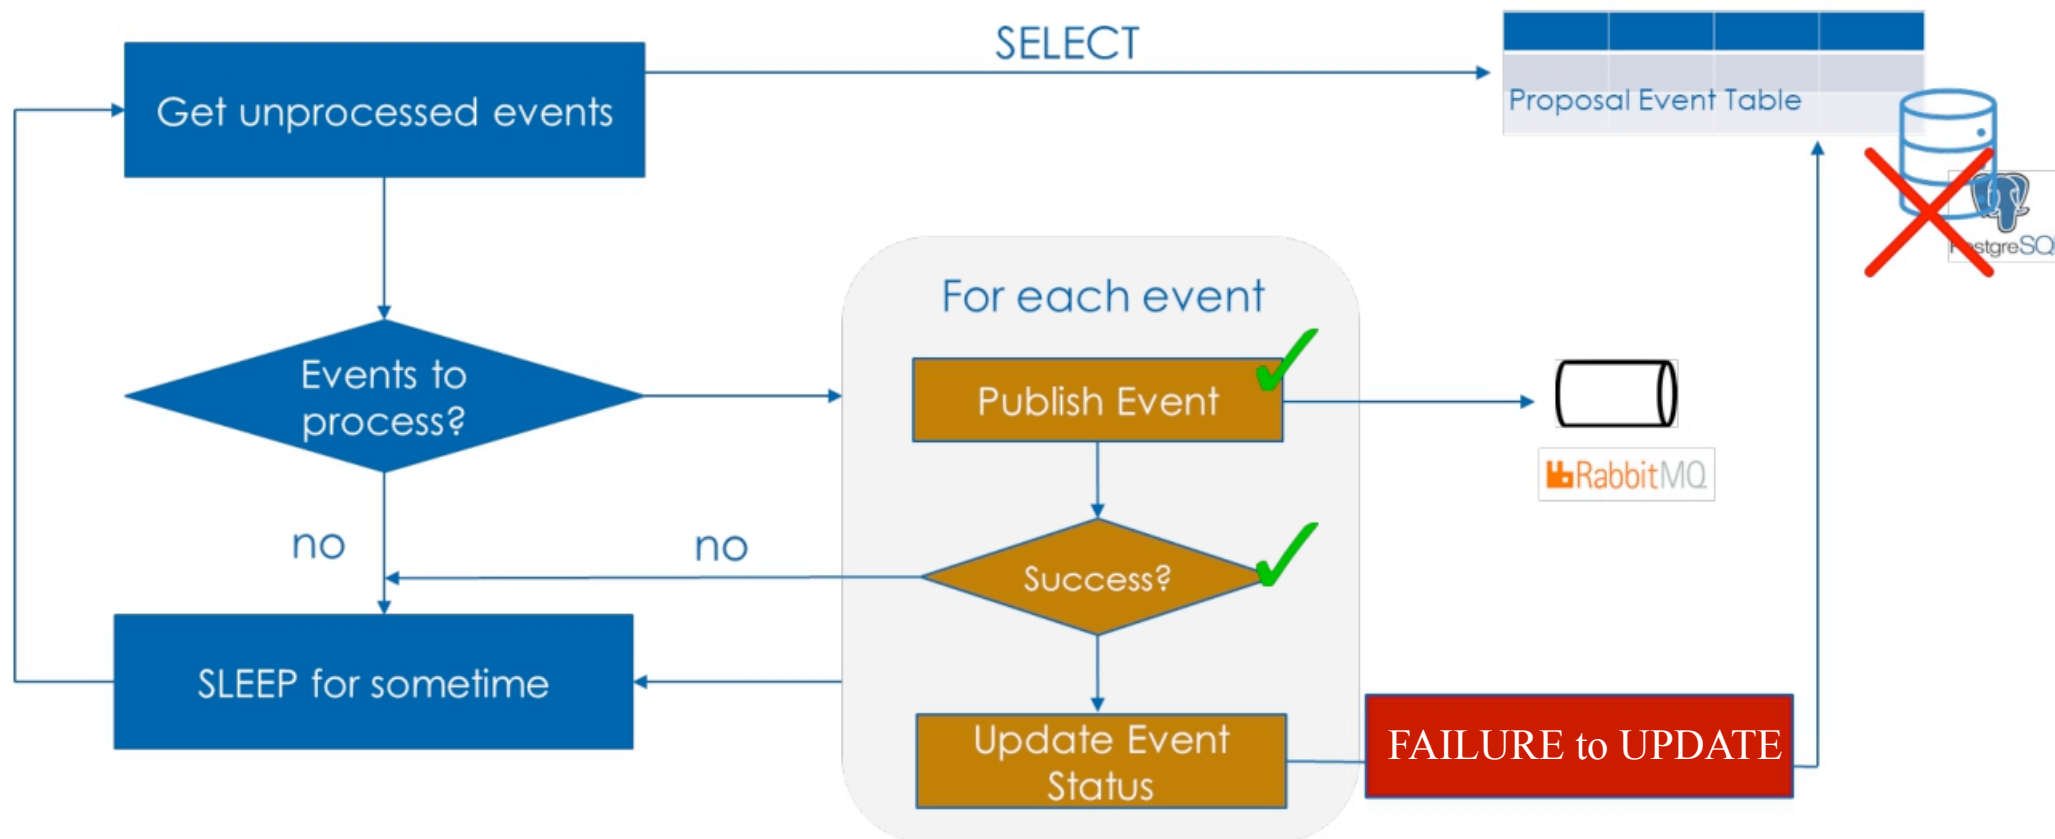 SELECT
Get unprocessed events
Proposal Event Table
PostgreSQL
For each event
Events to
process?
Publish Event
RabbitMQ
no
no
Success?
SLEEP for sometime
Update Event
Status
FAILURE to UPDATE